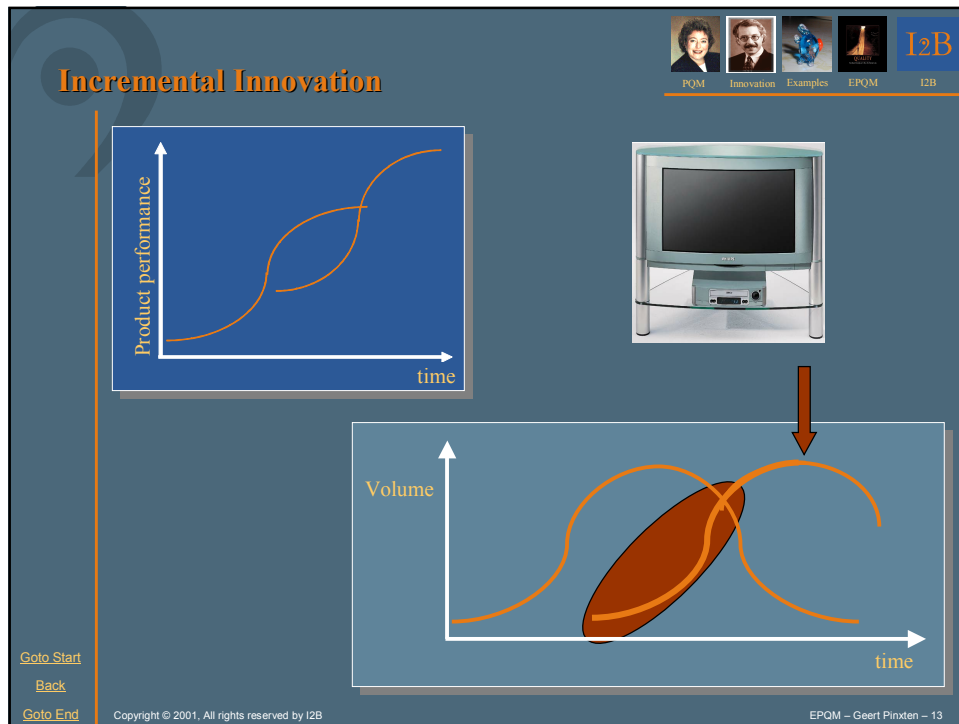 Incremental Innovation
I2B
PQM
Innovation
Examples
EPQM
I2B
QUALITY
Product performance
time
Volume
time
Goto Start
Back
Goto End
Copyright © 2001, All rights reserved by I2B
EPQM – Geert Pinxten – 13